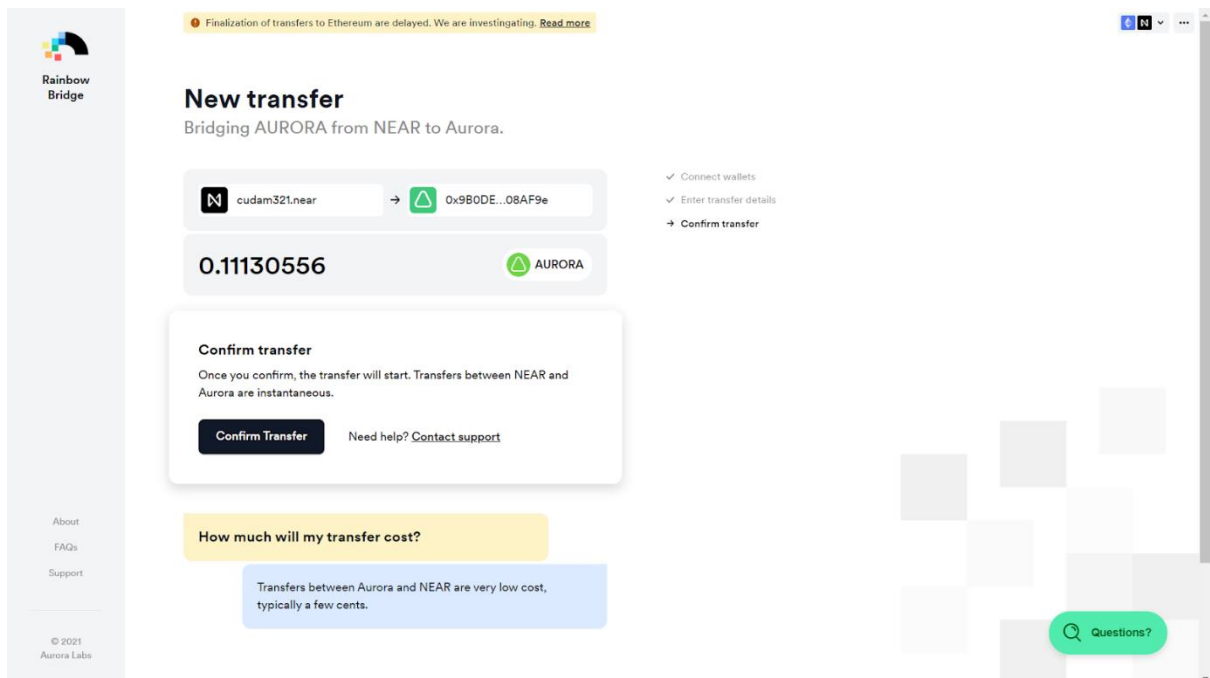 Finalization of transfers to Ethereum are delayed. We are investingating. Read more
Rainbow
Bridge
New transfer
Bridging AURORA from NEAR to Aurora.
cudam321.near → 0x9B0DE...08AF9e
0.11130556
AURORA
Connect wallets
Enter transfer details
→ Confirm transfer
Confirm transfer
Once you confirm, the transfer will start. Transfers between NEAR and
Aurora are instantaneous.
Confirm Transfer
Need help? Contact support
How much will my transfer cost?
Transfers between Aurora and NEAR are very low cost,
typically a few cents.
About
FAQs
Support
© 2021
Aurora Labs
Questions?